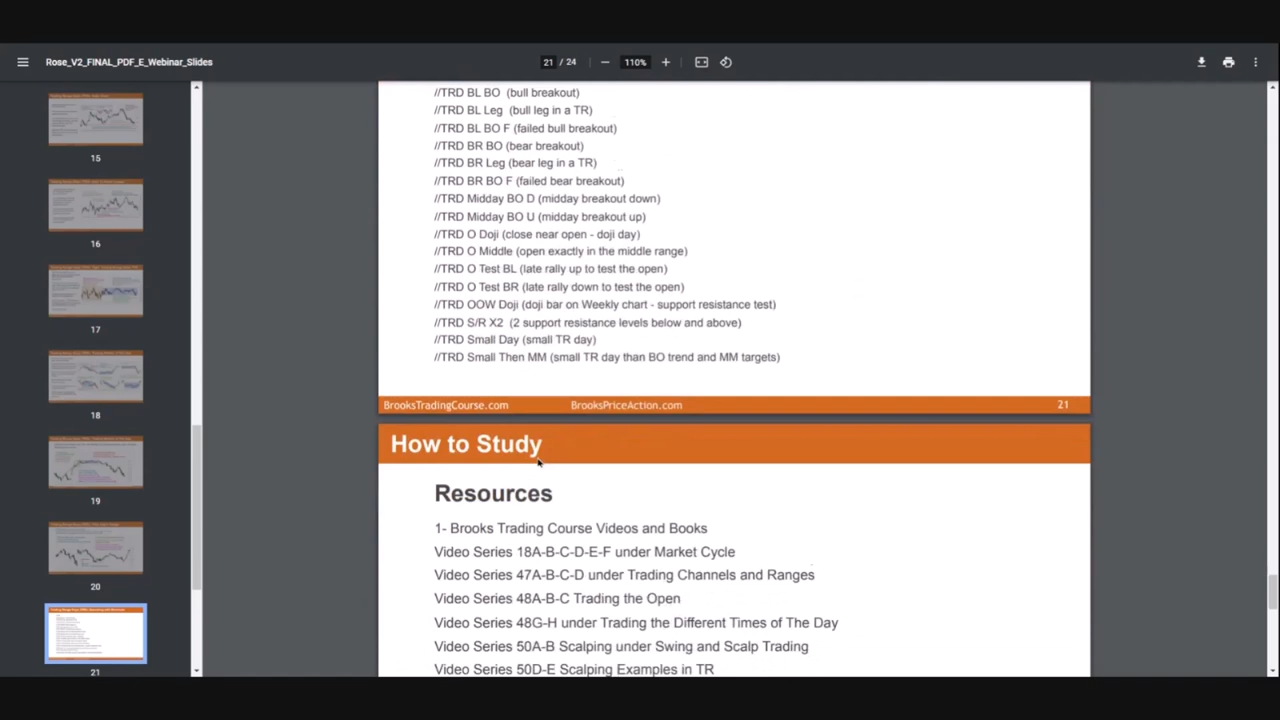 Rose_V2_FINAL_PDF_E_Webinar_Slides
21 / 24
110%
15
16
17
18
19
20
21
//TRD BL BO (bull breakout)
//TRD BL Leg (bull leg in a TR)
//TRD BL BO F (failed bull breakout)
//TRD BR BO (bear breakout)
//TRD BR Leg (bear leg in a TR)
//TRD BR BO F (failed bear breakout)
//TRD Midday BO D (midday breakout down)
//TRD Midday BO U (midday breakout up)
//TRD O Doji (close near open - doji day)
//TRD O Middle (open exactly in the middle range)
//TRD O Test BL (late rally up to test the open)
//TRD O Test BR (late rally down to test the open)
//TRD OOW Doji (doji bar on Weekly chart - support resistance test)
//TRD S/R X2 (2 support resistance levels below and above)
//TRD Small Day (small TR day)
//TRD Small Then MM (small TR day than BO trend and MM targets)
BrooksTradingCourse.com BrooksPriceAction.com 21
How to Study
Resources
1- Brooks Trading Course Videos and Books
Video Series 18A-B-C-D-E-F under Market Cycle
Video Series 47A-B-C-D under Trading Channels and Ranges
Video Series 48A-B-C Trading the Open
Video Series 48G-H under Trading the Different Times of The Day
Video Series 50A-B Scalping under Swing and Scalp Trading
Video Series 50D-E Scalping Examples in TR